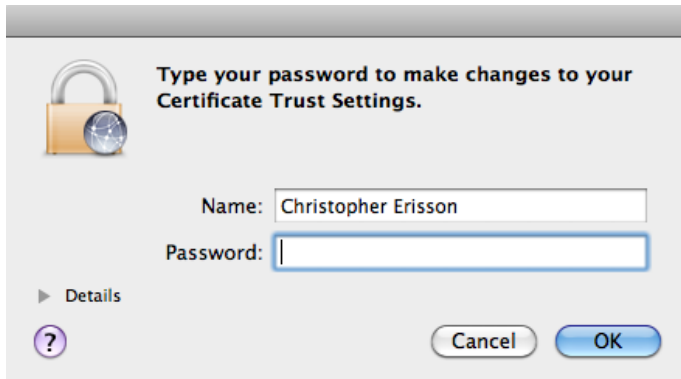 Type your password to make changes to your
Certificate Trust Settings.
Name: Christopher Erisson
Password:
Details
? Cancel OK